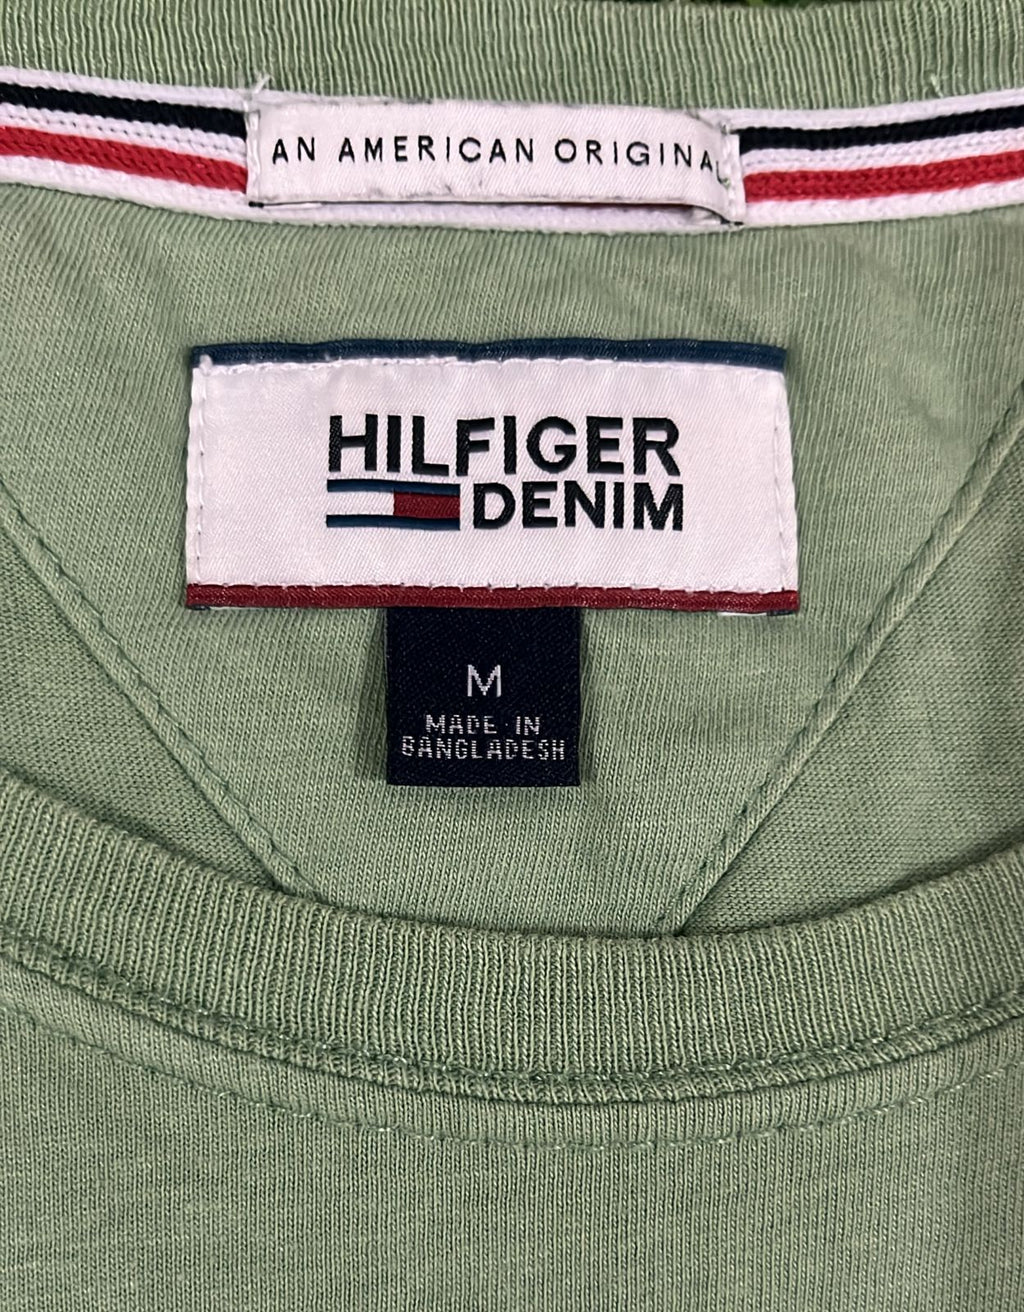 AN AMERICAN ORIGINAL
HILFIGER
DENIM
M
MADE IN
BANGLADESH